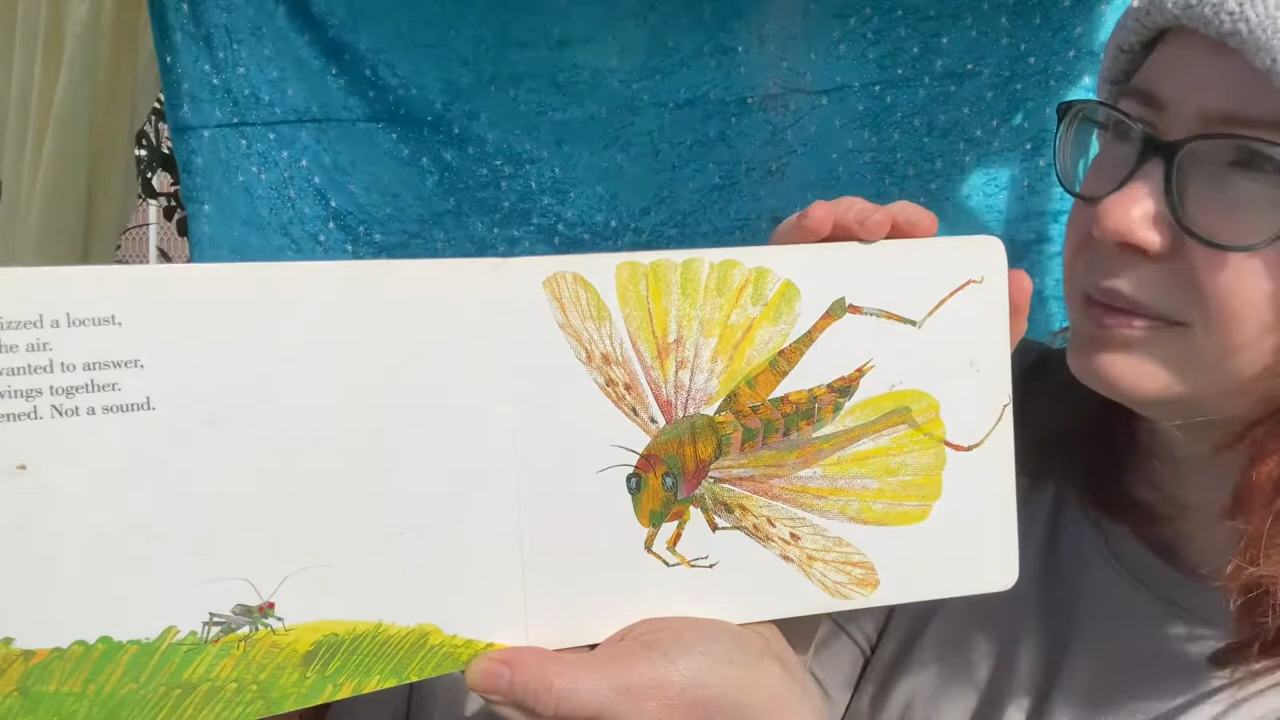 izzed a locust,
he air.
wanted to answer,
wings together.
ened. Not a sound.